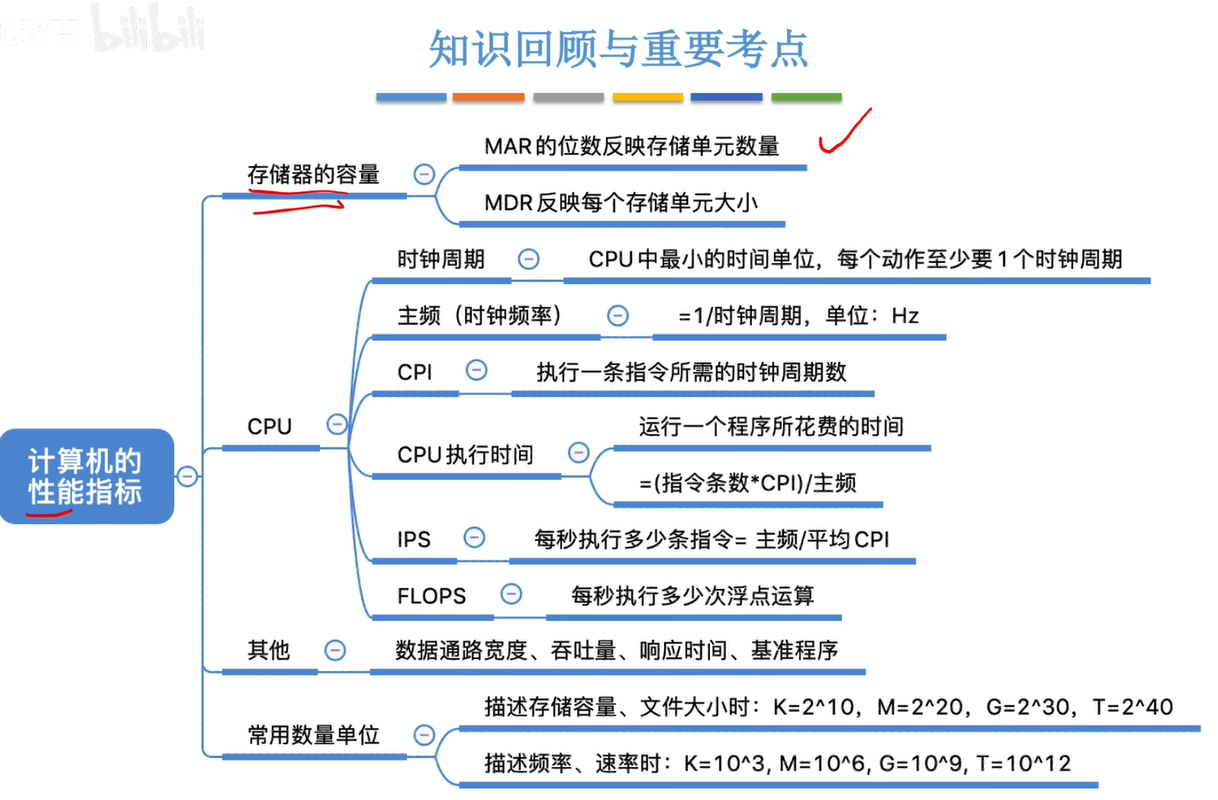 bilibili
知识回顾与重要考点
计算机的
性能指标
存储器的容量
MAR的位数反映存储单元数量
MDR反映每个存储单元大小
CPU
时钟周期
CPU中最小的时间单位，每个动作至少要1个时钟周期
主频（时钟频率）
=1/时钟周期，单位：Hz
CPI
执行一条指令所需的时钟周期数
CPU执行时间
运行一个程序所花费的时间
=(指令条数*CPI)/主频
IPS
每秒执行多少条指令= 主频/平均CPI
FLOPS
每秒执行多少次浮点运算
其他
数据通路宽度、吞吐量、响应时间、基准程序
常用数量单位
描述存储容量、文件大小时：K=2^10，M=2^20，G=2^30，T=2^40
描述频率、速率时：K=10^3, M=10^6, G=10^9, T=10^12